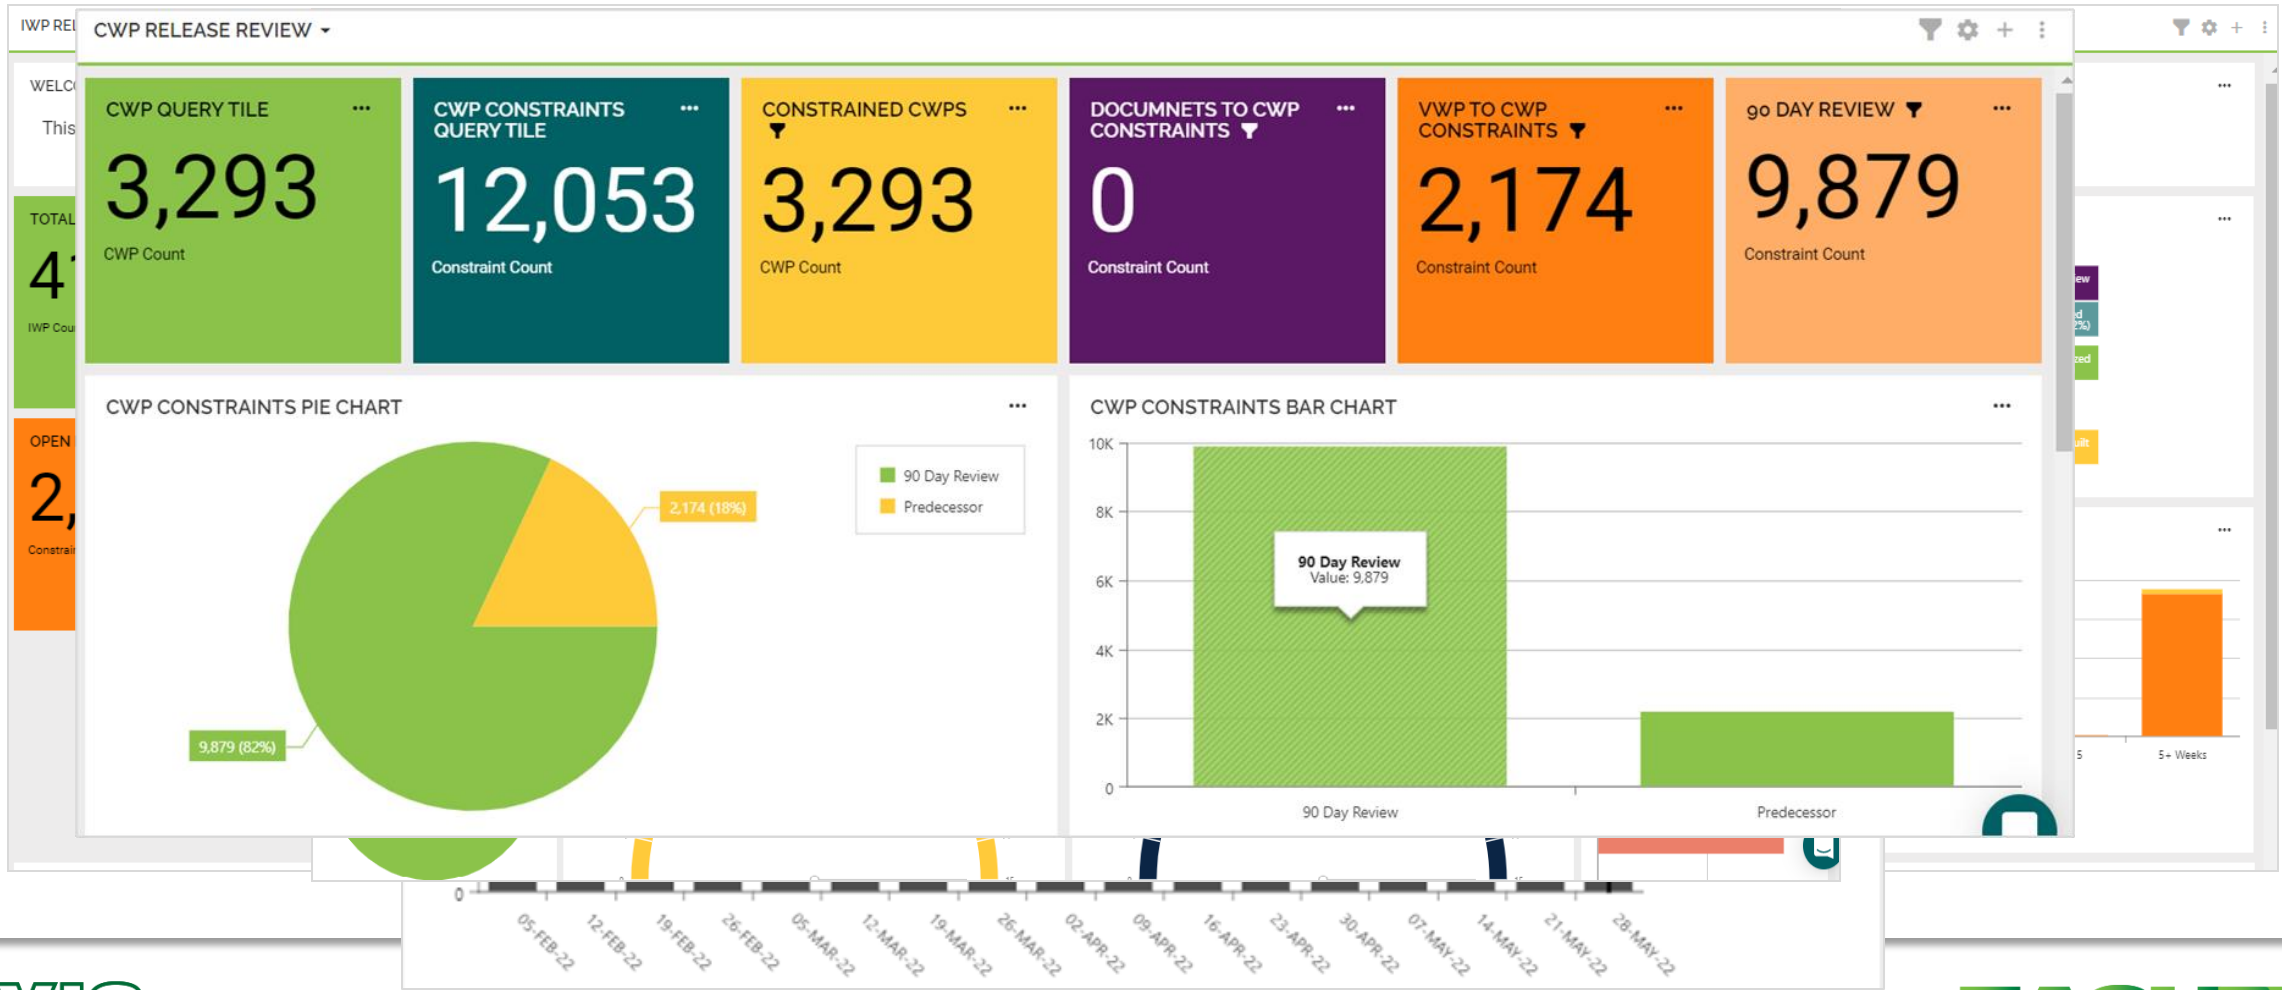 IWP REL
CWP RELEASE REVIEW
WELCO
This
TOTAL
IWP Cou
OPEN
2,
Constrain
CWP QUERY TILE
3,293
CWP Count
CWP CONSTRAINTS
QUERY TILE
12,053
Constraint Count
CONSTRAINED CWPS
3,293
CWP Count
DOCUMNETS TO CWP
CONSTRAINTS
0
Constraint Count
VWP TO CWP
CONSTRAINTS
2,174
Constraint Count
90 DAY REVIEW
9,879
Constraint Count
CWP CONSTRAINTS PIE CHART
90 Day Review
Predecessor
2,174 (18%)
9,879 (82%)
CWP CONSTRAINTS BAR CHART
10K
8K
6K
4K
2K
0
90 Day Review
Value: 9,879
90 Day Review
Predecessor
ew
d
2%)
zed
uilt
5
5+ Weeks
0
05-FEB-22
12-FEB-22
19-FEB-22
26-FEB-22
05-MAR-22
12-MAR-22
19-MAR-22
26-MAR-22
02-APR-22
09-APR-22
16-APR-22
23-APR-22
30-APR-22
07-MAY-22
14-MAY-22
21-MAY-22
28-MAY-22